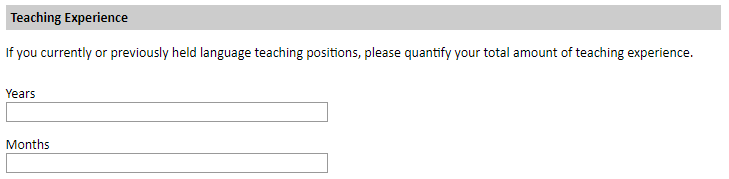 Teaching Experience
If you currently or previously held language teaching positions, please quantify your total amount of teaching experience.
Years
Months